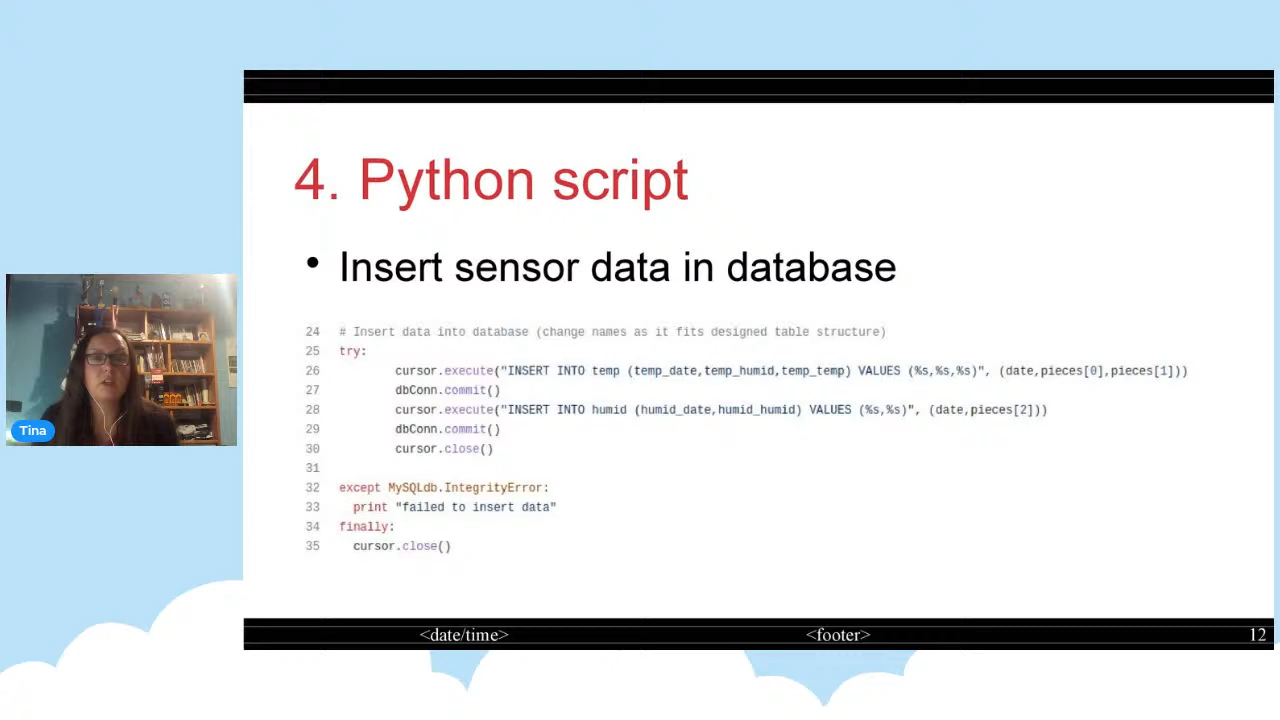 4. Python script
• Insert sensor data in database
24 # Insert data into database (change names as it fits designed table structure)
25 try:
26 cursor.execute("INSERT INTO temp (temp_date,temp_humid,temp_temp) VALUES (%s,%s,%s)", (date,pieces[0],pieces[1]))
27 dbConn.commit()
28 cursor.execute("INSERT INTO humid (humid_date,humid_humid) VALUES (%s,%s)", (date,pieces[2]))
29 dbConn.commit()
30 cursor.close()
31
32 except MySQLdb.IntegrityError:
33 print "failed to insert data"
34 finally:
35 cursor.close()
Tina
<date/time> <footer> 12